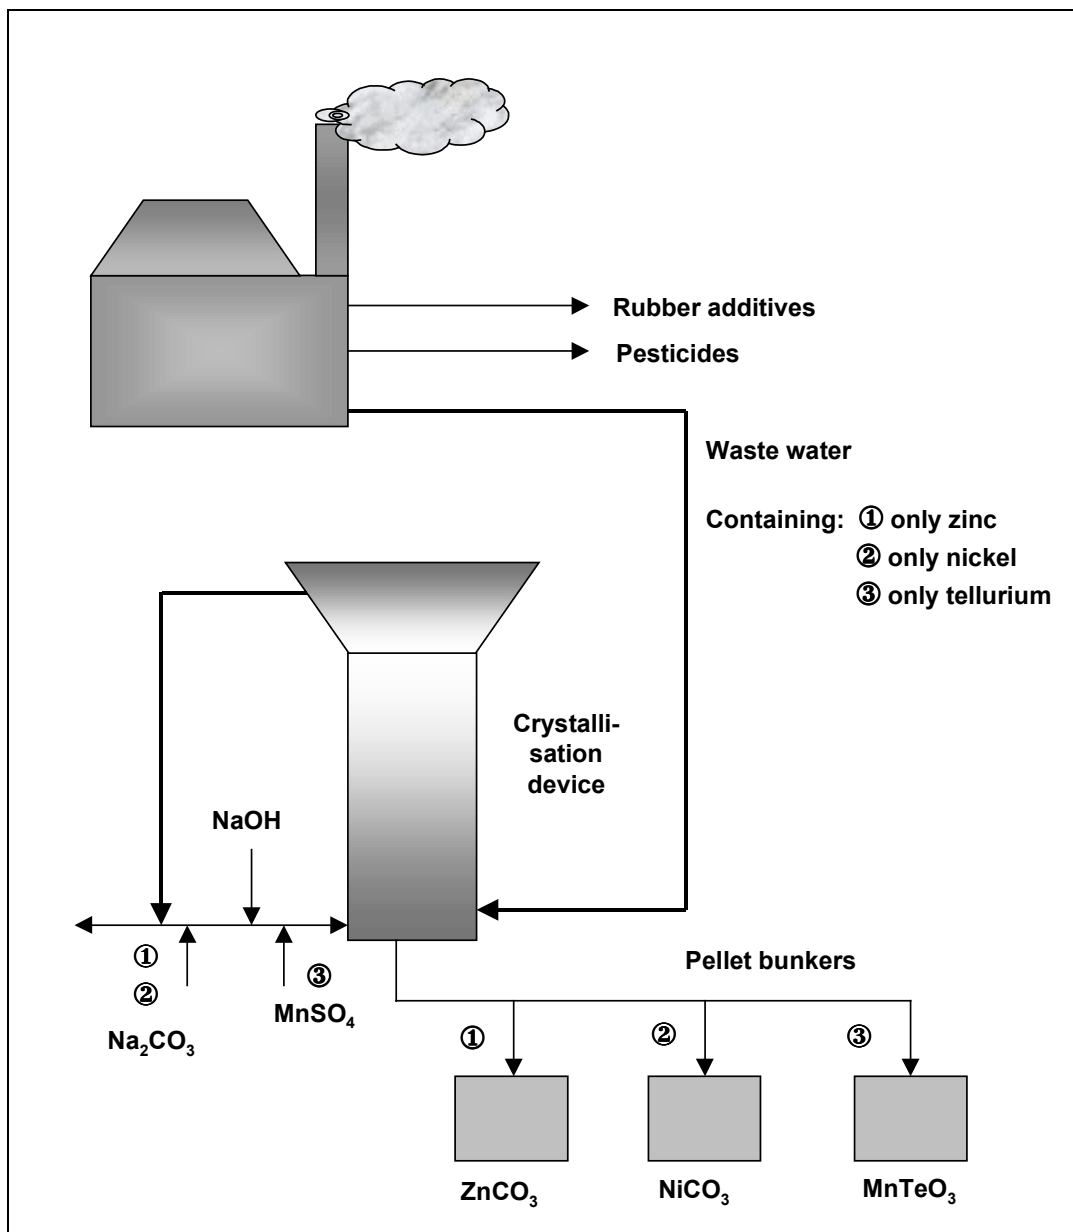 Rubber additives
Pesticides
Waste water
Containing: ① only zinc
② only nickel
③ only tellurium
Crystalli-
sation
device
NaOH
①
②
Na₂CO₃
③
MnSO₄
Pellet bunkers
①
②
③
ZnCO₃
NiCO₃
MnTeO₃